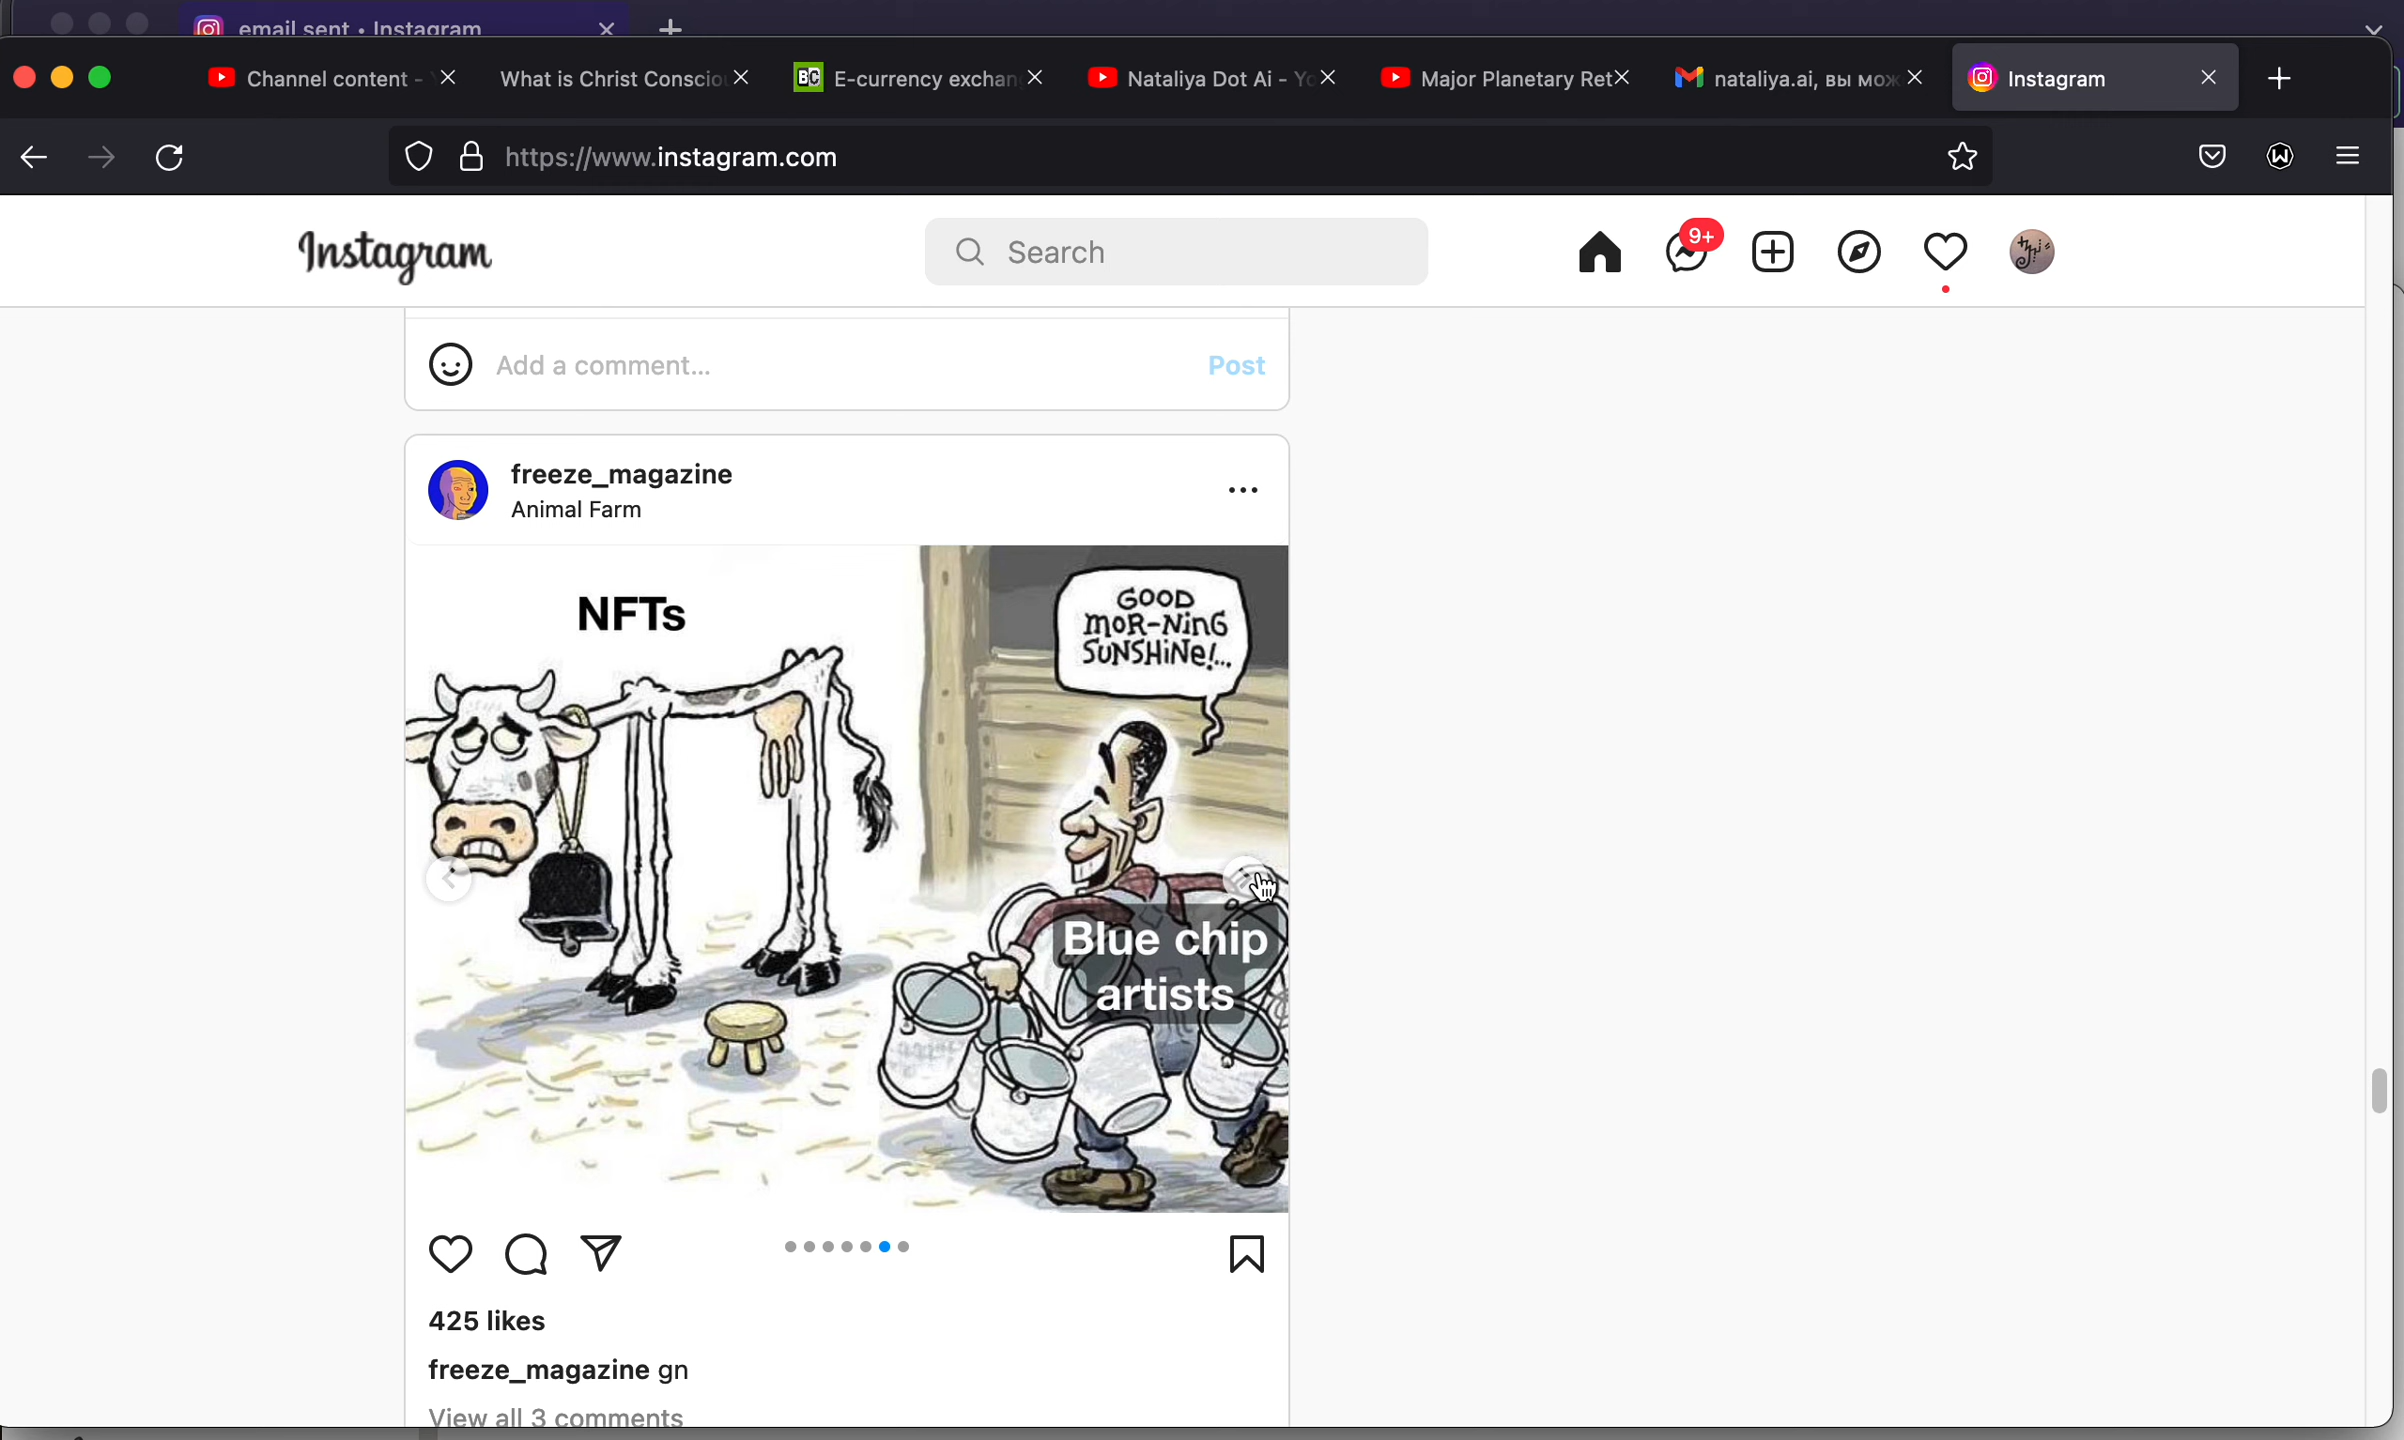 email sent • Instagram
Channel content -
What is Christ Conscio
E-currency exchan
Nataliya Dot Ai - Yo
Major Planetary Ret
nataliya.ai, вы мож
Instagram
https://www.instagram.com
Instagram
Search
9+
Add a comment...
Post
freeze_magazine
Animal Farm
NFTs
GOOD
MOR-NiNG
SUNSHiNe!...
Blue chip
artists
425 likes
freeze_magazine gn
View all 3 comments